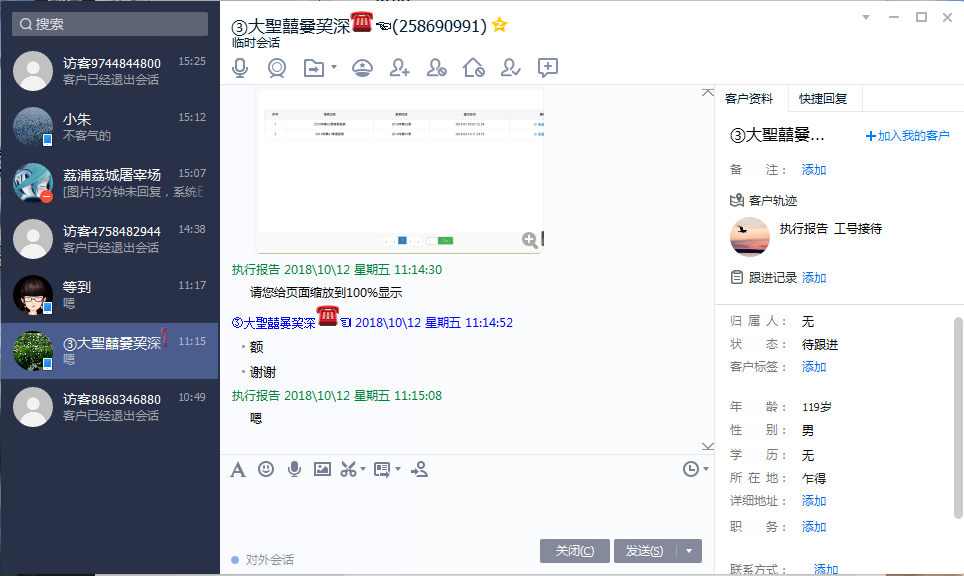 搜索
访客9744844800 15:25
客户已经退出会话
小朱 15:12
不客气的
荔浦荔城屠宰场 15:07
[图片]3分钟未回复，系统
访客4758482944 14:38
客户已经退出会话
等到 11:17
嗯
③大聖囍嫑巭深 11:15
嗯
访客8868346880 10:49
客户已经退出会话
③大聖囍嫑巭深☎☜(258690991)
临时会话
执行报告 2018\10\12 星期五 11:14:30
请您给页面缩放到100%显示
③大聖囍嫑巭深☎☜ 2018\10\12 星期五 11:14:52
额
谢谢
执行报告 2018\10\12 星期五 11:15:08
嗯
对外会话
关闭(C)
发送(S)
客户资料 快捷回复
③大聖囍嫑... +加入我的客户
备 注： 添加
客户轨迹
执行报告 工号接待
跟进记录 添加
归 属 人： 无
状 态： 待跟进
客户标签： 添加
年 龄： 119岁
性 别： 男
学 历： 无
所 在 地： 乍得
详细地址： 添加
职 务： 添加
联系方式： 添加